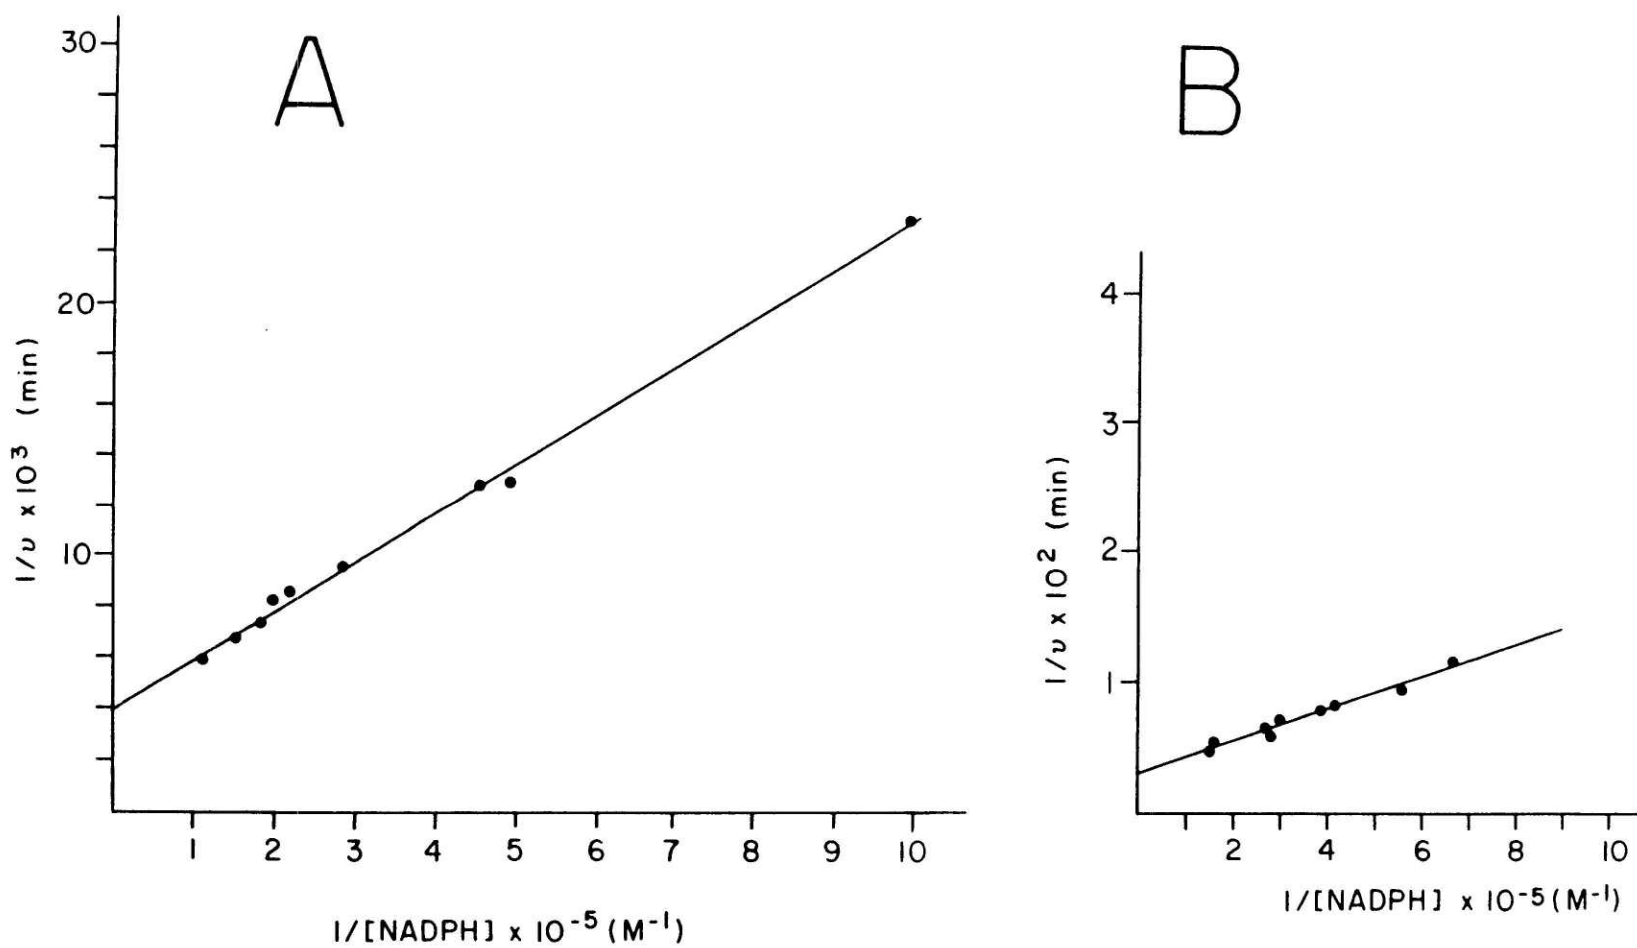 A
30
20
10
1/υ x 10³ (min)
1 2 3 4 5 6 7 8 9 10
1/[NADPH] x 10⁻⁵ (M⁻¹)
B
4
3
2
1
1/υ x 10² (min)
2 4 6 8 10
1/[NADPH] x 10⁻⁵ (M⁻¹)